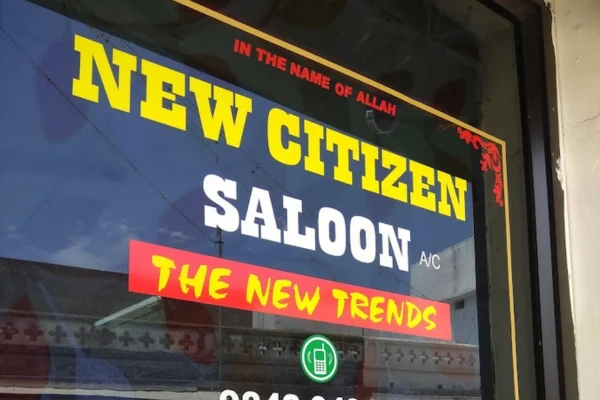 IN THE NAME OF ALLAH
NEW CITIZEN
SALOON A/C
THE NEW TRENDS